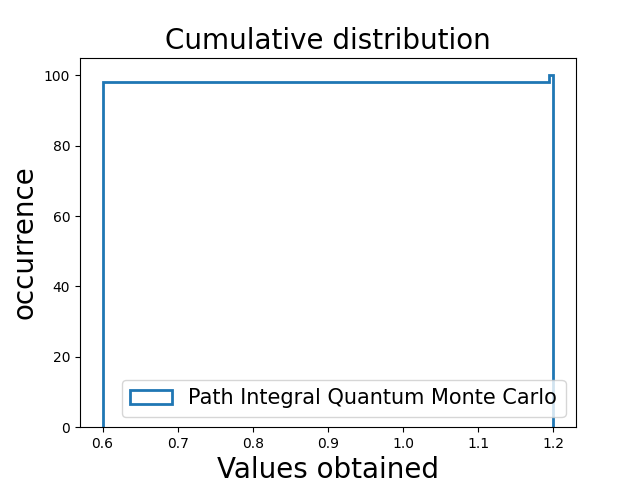 Cumulative distribution
occurrence
100
80
60
40
20
0
Path Integral Quantum Monte Carlo
0.6 0.7 0.8 0.9 1.0 1.1 1.2
Values obtained